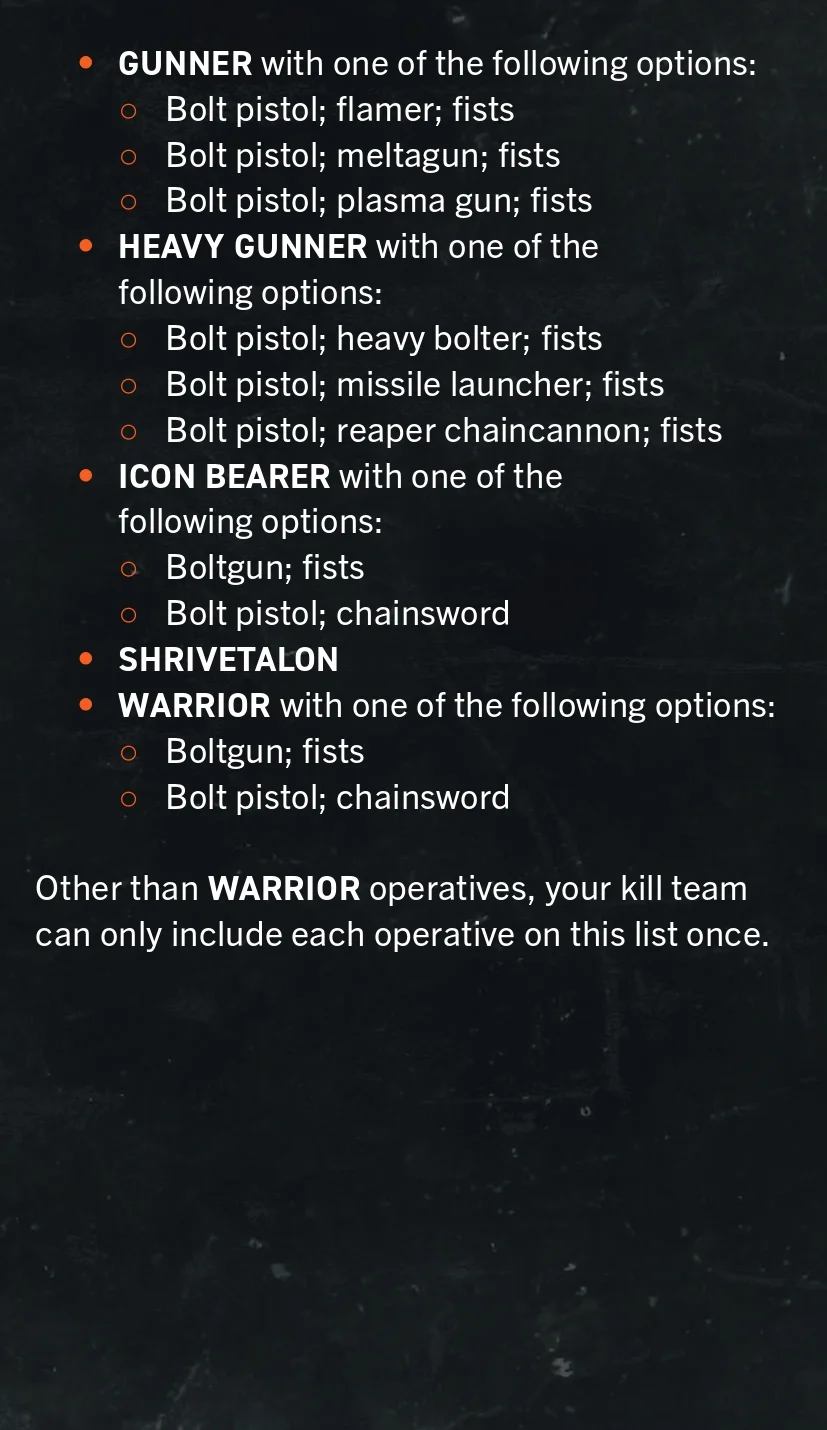 • GUNNER with one of the following options:
○ Bolt pistol; flamer; fists
○ Bolt pistol; meltagun; fists
○ Bolt pistol; plasma gun; fists
• HEAVY GUNNER with one of the
following options:
○ Bolt pistol; heavy bolter; fists
○ Bolt pistol; missile launcher; fists
○ Bolt pistol; reaper chaincannon; fists
• ICON BEARER with one of the
following options:
○ Boltgun; fists
○ Bolt pistol; chainsword
• SHRIVETALON
• WARRIOR with one of the following options:
○ Boltgun; fists
○ Bolt pistol; chainsword
Other than WARRIOR operatives, your kill team
can only include each operative on this list once.